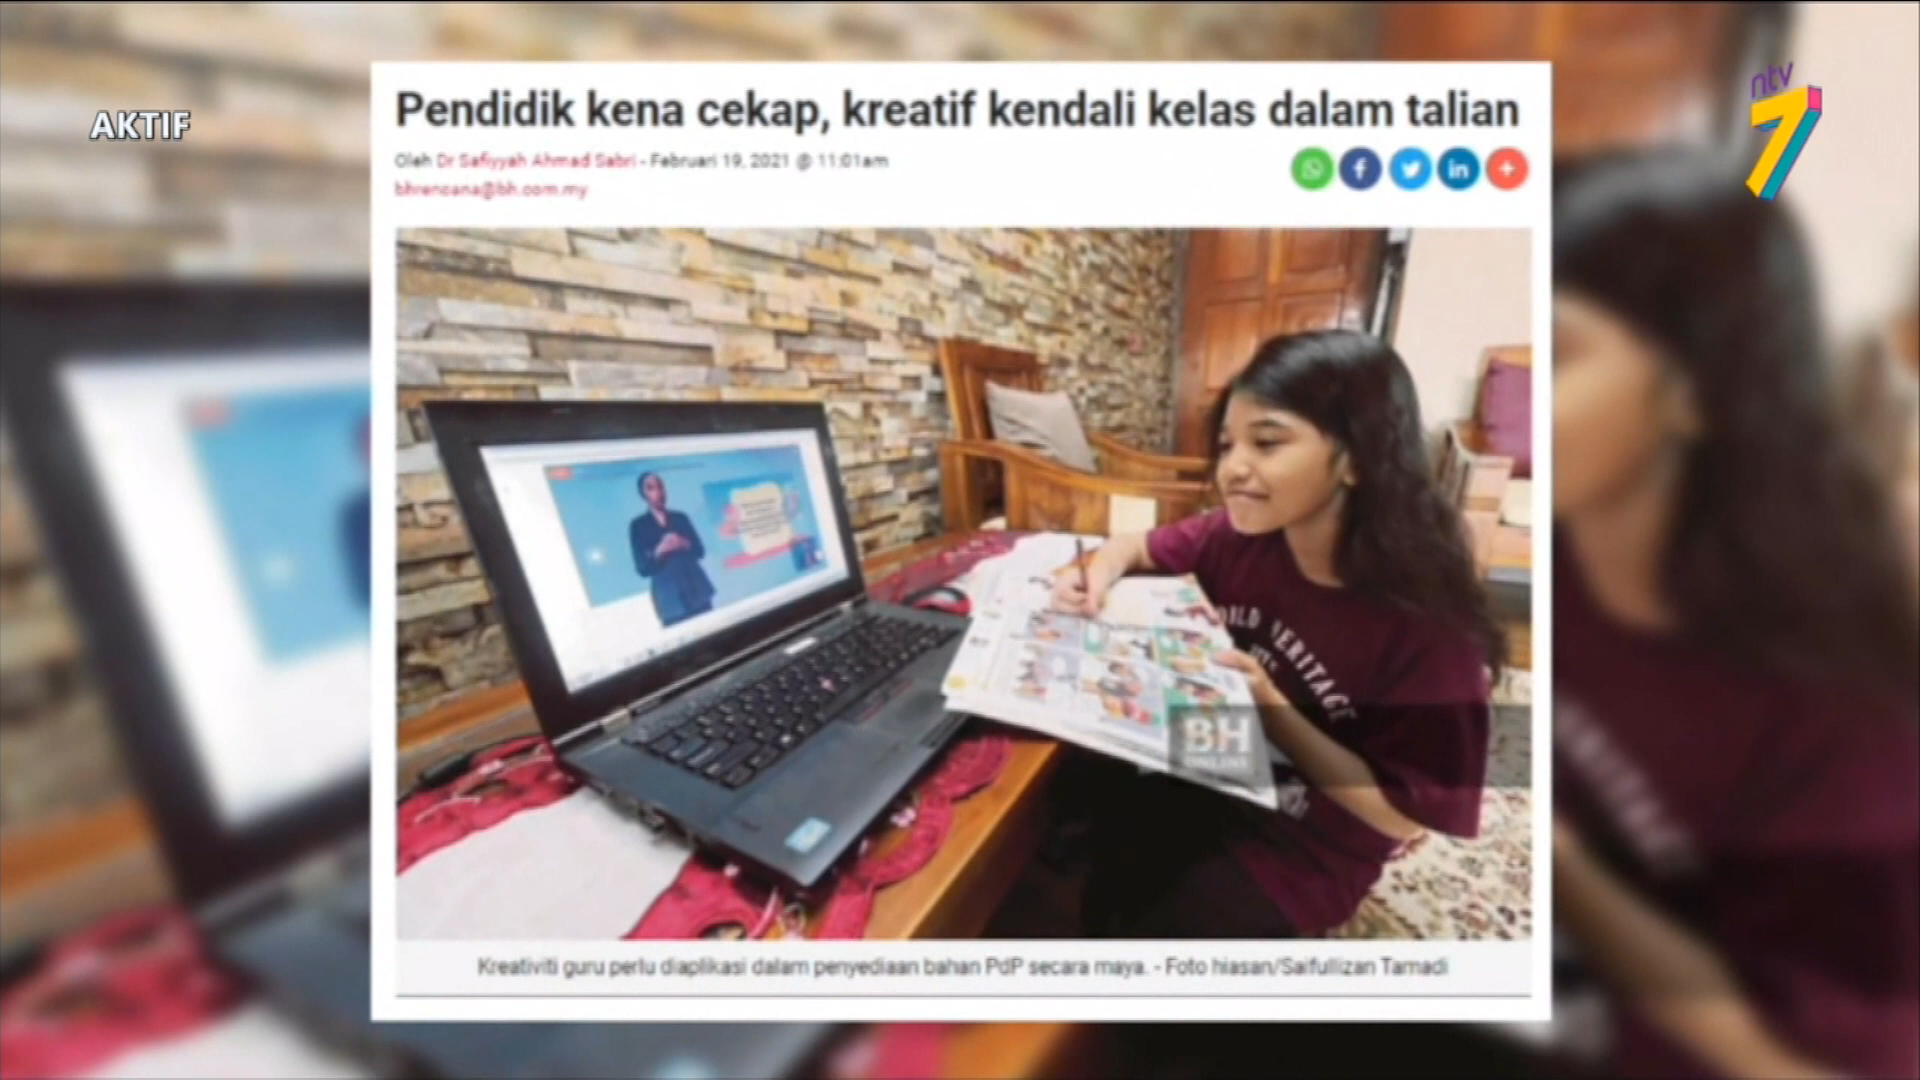 AKTIF
ntv
7
Pendidik kena cekap, kreatif kendali kelas dalam talian
Oleh Dr Safiyyah Ahmad Sabri - Februari 19, 2021 @ 11:01am
bhrencana@bh.com.my
BH
ONLINE
Kreativiti guru perlu diaplikasi dalam penyediaan bahan PdP secara maya. - Foto hiasan/Saifullizan Tamadi